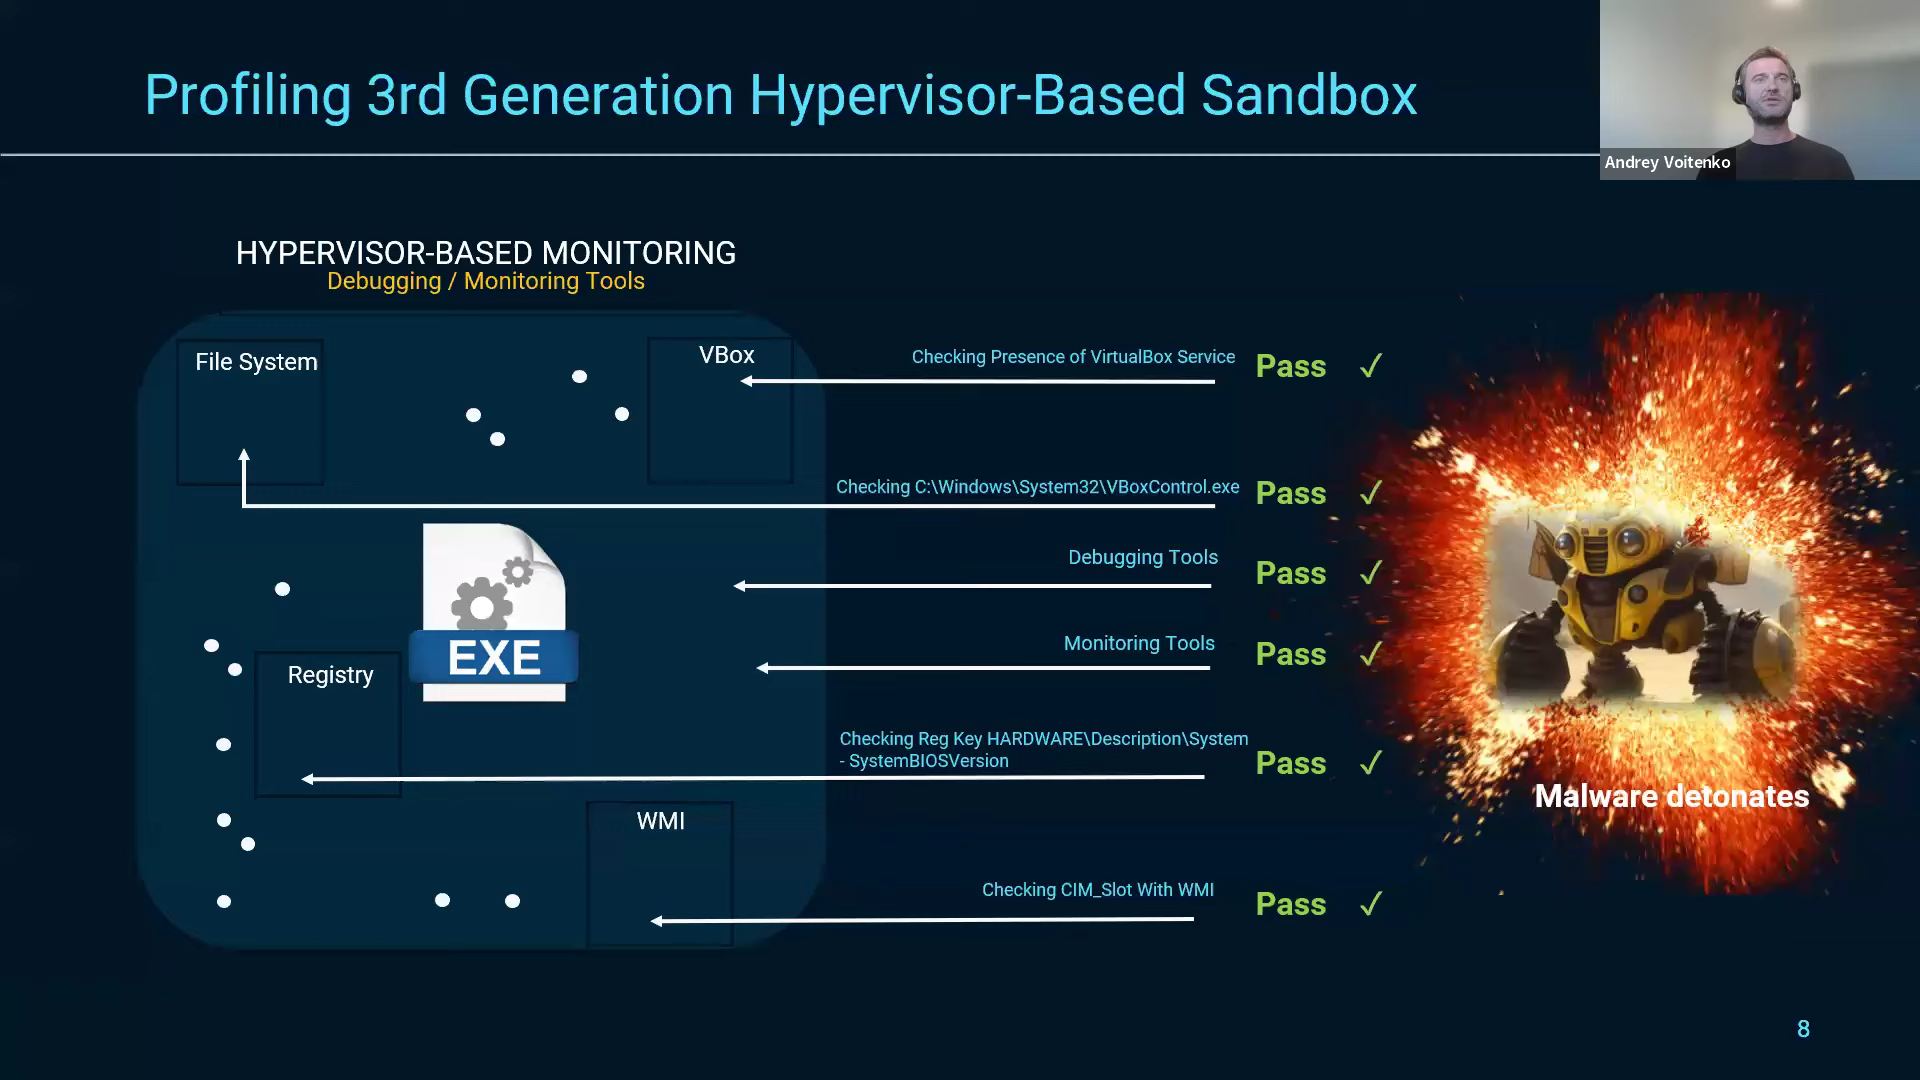 Profiling 3rd Generation Hypervisor-Based Sandbox
Andrey Voitenko
HYPERVISOR-BASED MONITORING
Debugging / Monitoring Tools
File System
VBox
Checking Presence of VirtualBox Service
Pass ✓
Checking C:\Windows\System32\VBoxControl.exe
Pass ✓
Debugging Tools
Pass ✓
Monitoring Tools
Pass ✓
EXE
Registry
Checking Reg Key HARDWARE\Description\System
- SystemBIOSVersion
Pass ✓
Malware detonates
WMI
Checking CIM_Slot With WMI
Pass ✓
8